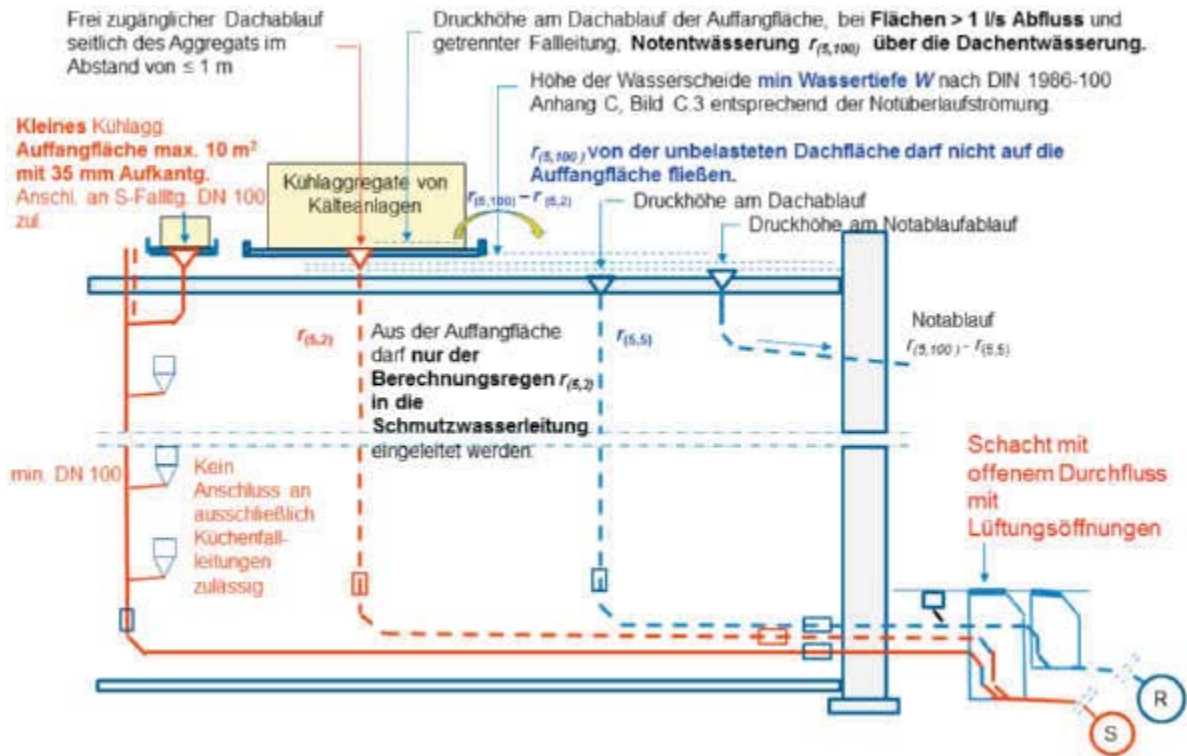 Frei zugänglicher Dachablauf
seitlich des Aggregats im
Abstand von ≤ 1 m
Druckhöhe am Dachablauf der Auffangfläche, bei Flächen > 1 l/s Abfluss und
getrennter Fallleitung, Notentwässerung r(5,100) über die Dachentwässerung.
Höhe der Wasserscheide min Wassertiefe W nach DIN 1986-100
Anhang C, Bild C.3 entsprechend der Notüberlaufströmung.
Kleines Kühlagg.
Auffangfläche max. 10 m²
mit 35 mm Aufkantg.
Anschl. an S-Falltg. DN 100
zul.
r(5,100) von der unbelasteten Dachfläche darf nicht auf die
Auffangfläche fließen.
Kühlaggregate von
Kälteanlagen
r(5,100) – r(5,2)
Druckhöhe am Dachablauf
Druckhöhe am Notablaufablauf
r(5,2)
Aus der Auffangfläche
darf nur der
Berechnungsregen r(5,2)
in die
Schmutzwasserleitung
eingeleitet werden.
r(5,5)
Notablauf
r(5,100) - r(5,5)
min. DN 100
Kein
Anschluss an
ausschließlich
Küchenfall-
leitungen
zulässig
Schacht mit
offenem Durchfluss
mit
Lüftungsöffnungen
R
S